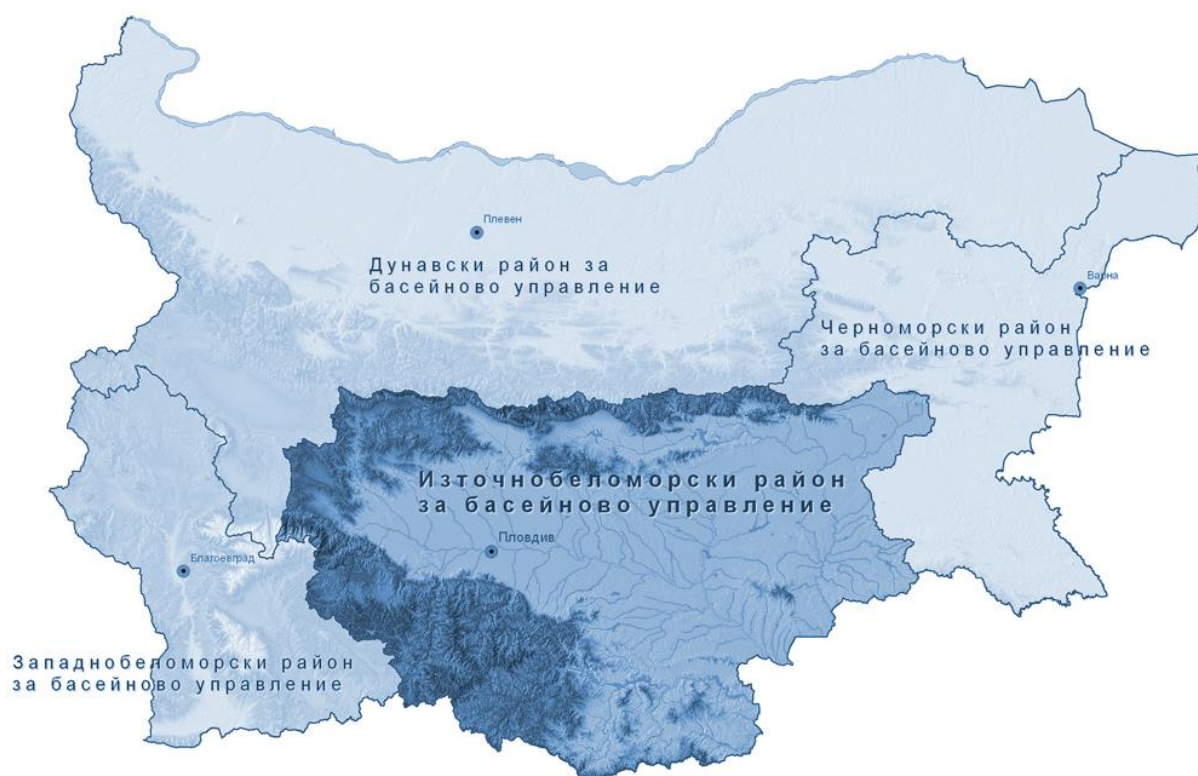 Плевен
Дунавски район за
басейново управление
Варна
Черноморски район
за басейново управление
Източнобеломорски район
за басейново управление
Пловдив
Благоевград
Западнобеломорски район
за басейново управление